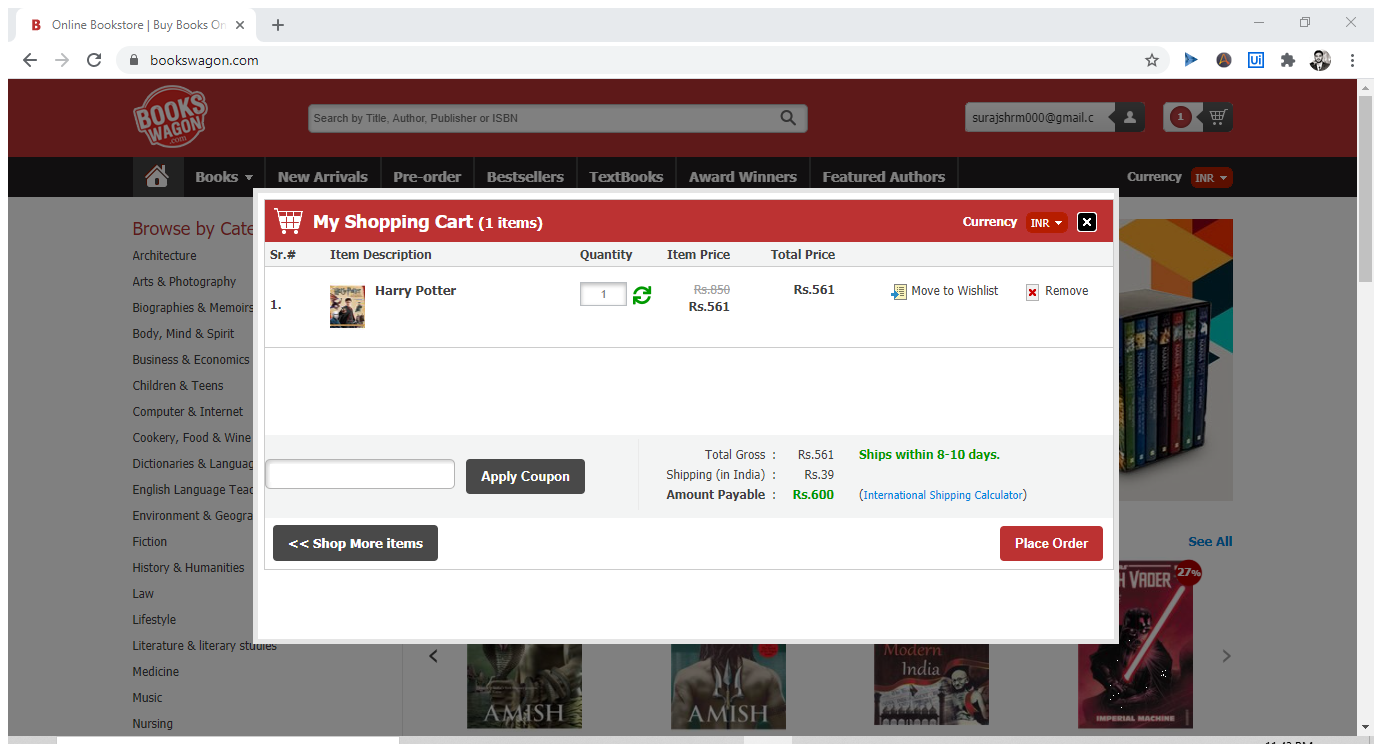 Online Bookstore | Buy Books On
bookswagon.com
BOOKS
WAGON
.com
Search by Title, Author, Publisher or ISBN
surajshrm000@gmail.c
1
Books
New Arrivals
Pre-order
Bestsellers
TextBooks
Award Winners
Featured Authors
Currency INR
Browse by Cate
Architecture
Arts & Photography
Biographies & Memoirs
Body, Mind & Spirit
Business & Economics
Children & Teens
Computer & Internet
Cookery, Food & Wine
Dictionaries & Languag
English Language Teac
Environment & Geogra
Fiction
History & Humanities
Law
Lifestyle
Literature & literary studies
Medicine
Music
Nursing
My Shopping Cart (1 items)
Currency INR
Sr.# Item Description Quantity Item Price Total Price
1. Harry Potter 1 Rs.850 Rs.561 Move to Wishlist Remove
Rs.561
Apply Coupon
Total Gross : Rs.561 Ships within 8-10 days.
Shipping (in India) : Rs.39
Amount Payable : Rs.600 (International Shipping Calculator)
<< Shop More items
Place Order
See All
AMISH
AMISH
Modern
India
H VADER
27%
IMPERIAL MACHINE